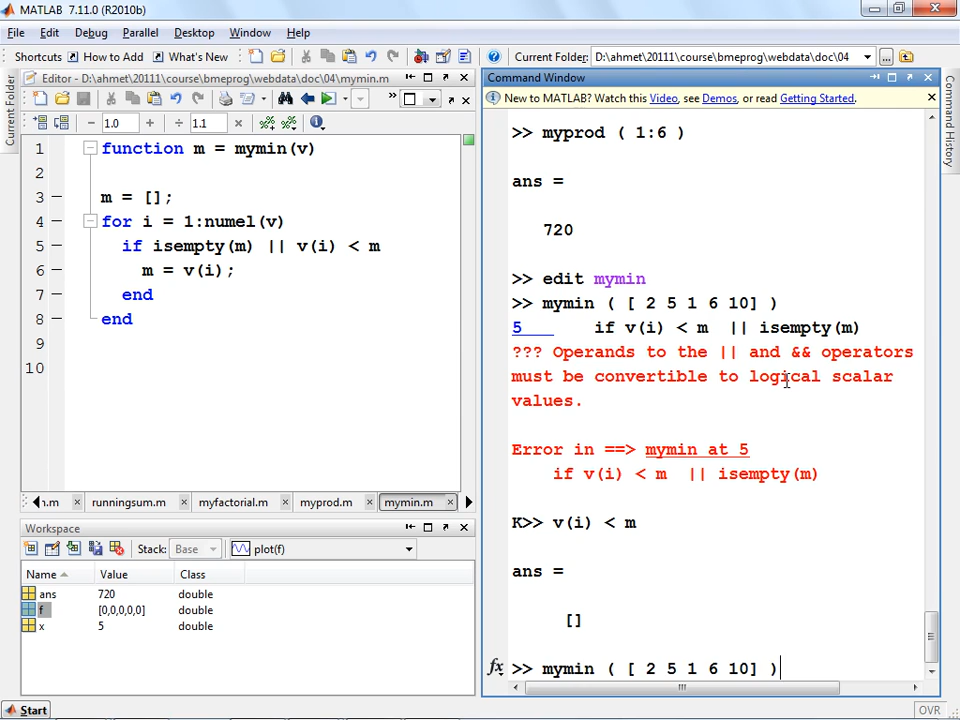 MATLAB 7.11.0 (R2010b)
File Edit Debug Parallel Desktop Window Help
Shortcuts How to Add What's New Current Folder: D:\ahmet\20111\course\bmeprog\webdata\doc\04
Current Folder
Editor - D:\ahmet\20111\course\bmeprog\webdata\doc\04\mymin.m
1.0 + ÷ 1.1 ×
1 function m = mymin(v)
2
3 m = [];
4 for i = 1:numel(v)
5 if isempty(m) || v(i) < m
6 m = v(i);
7 end
8 end
9
10
n.m runningsum.m myfactorial.m myprod.m mymin.m
Workspace
Stack: Base plot(f)
Name Value Class
ans 720 double
f [0,0,0,0,0] double
x 5 double
Command Window
New to MATLAB? Watch this Video, see Demos, or read Getting Started.
>> myprod ( 1:6 )
ans =
720
>> edit mymin
>> mymin ( [ 2 5 1 6 10] )
5 if v(i) < m || isempty(m)
??? Operands to the || and && operators
must be convertible to logical scalar
values.
Error in ==> mymin at 5
if v(i) < m || isempty(m)
K>> v(i) < m
ans =
[]
fx >> mymin ( [ 2 5 1 6 10] )
Command History
Start
OVR